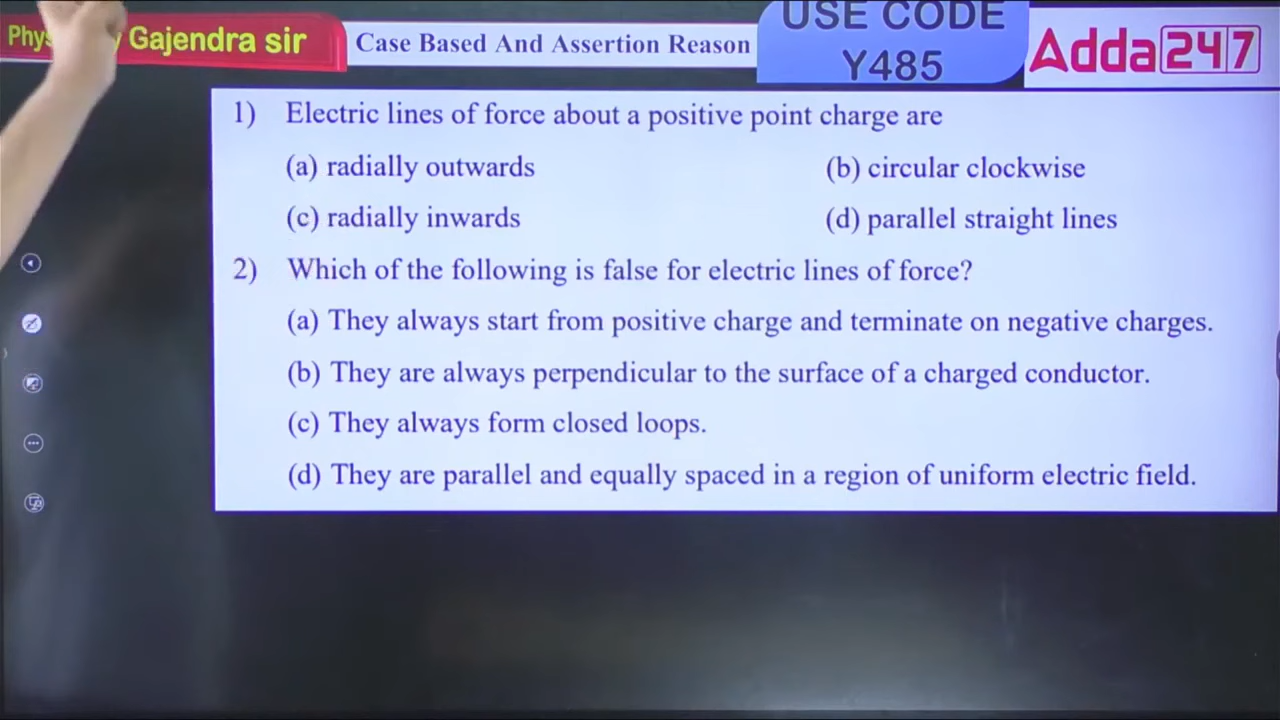 Gajendra sir
Case Based And Assertion Reason
USE CODE
Y485
Adda247
1) Electric lines of force about a positive point charge are
(a) radially outwards (b) circular clockwise
(c) radially inwards (d) parallel straight lines
2) Which of the following is false for electric lines of force?
(a) They always start from positive charge and terminate on negative charges.
(b) They are always perpendicular to the surface of a charged conductor.
(c) They always form closed loops.
(d) They are parallel and equally spaced in a region of uniform electric field.